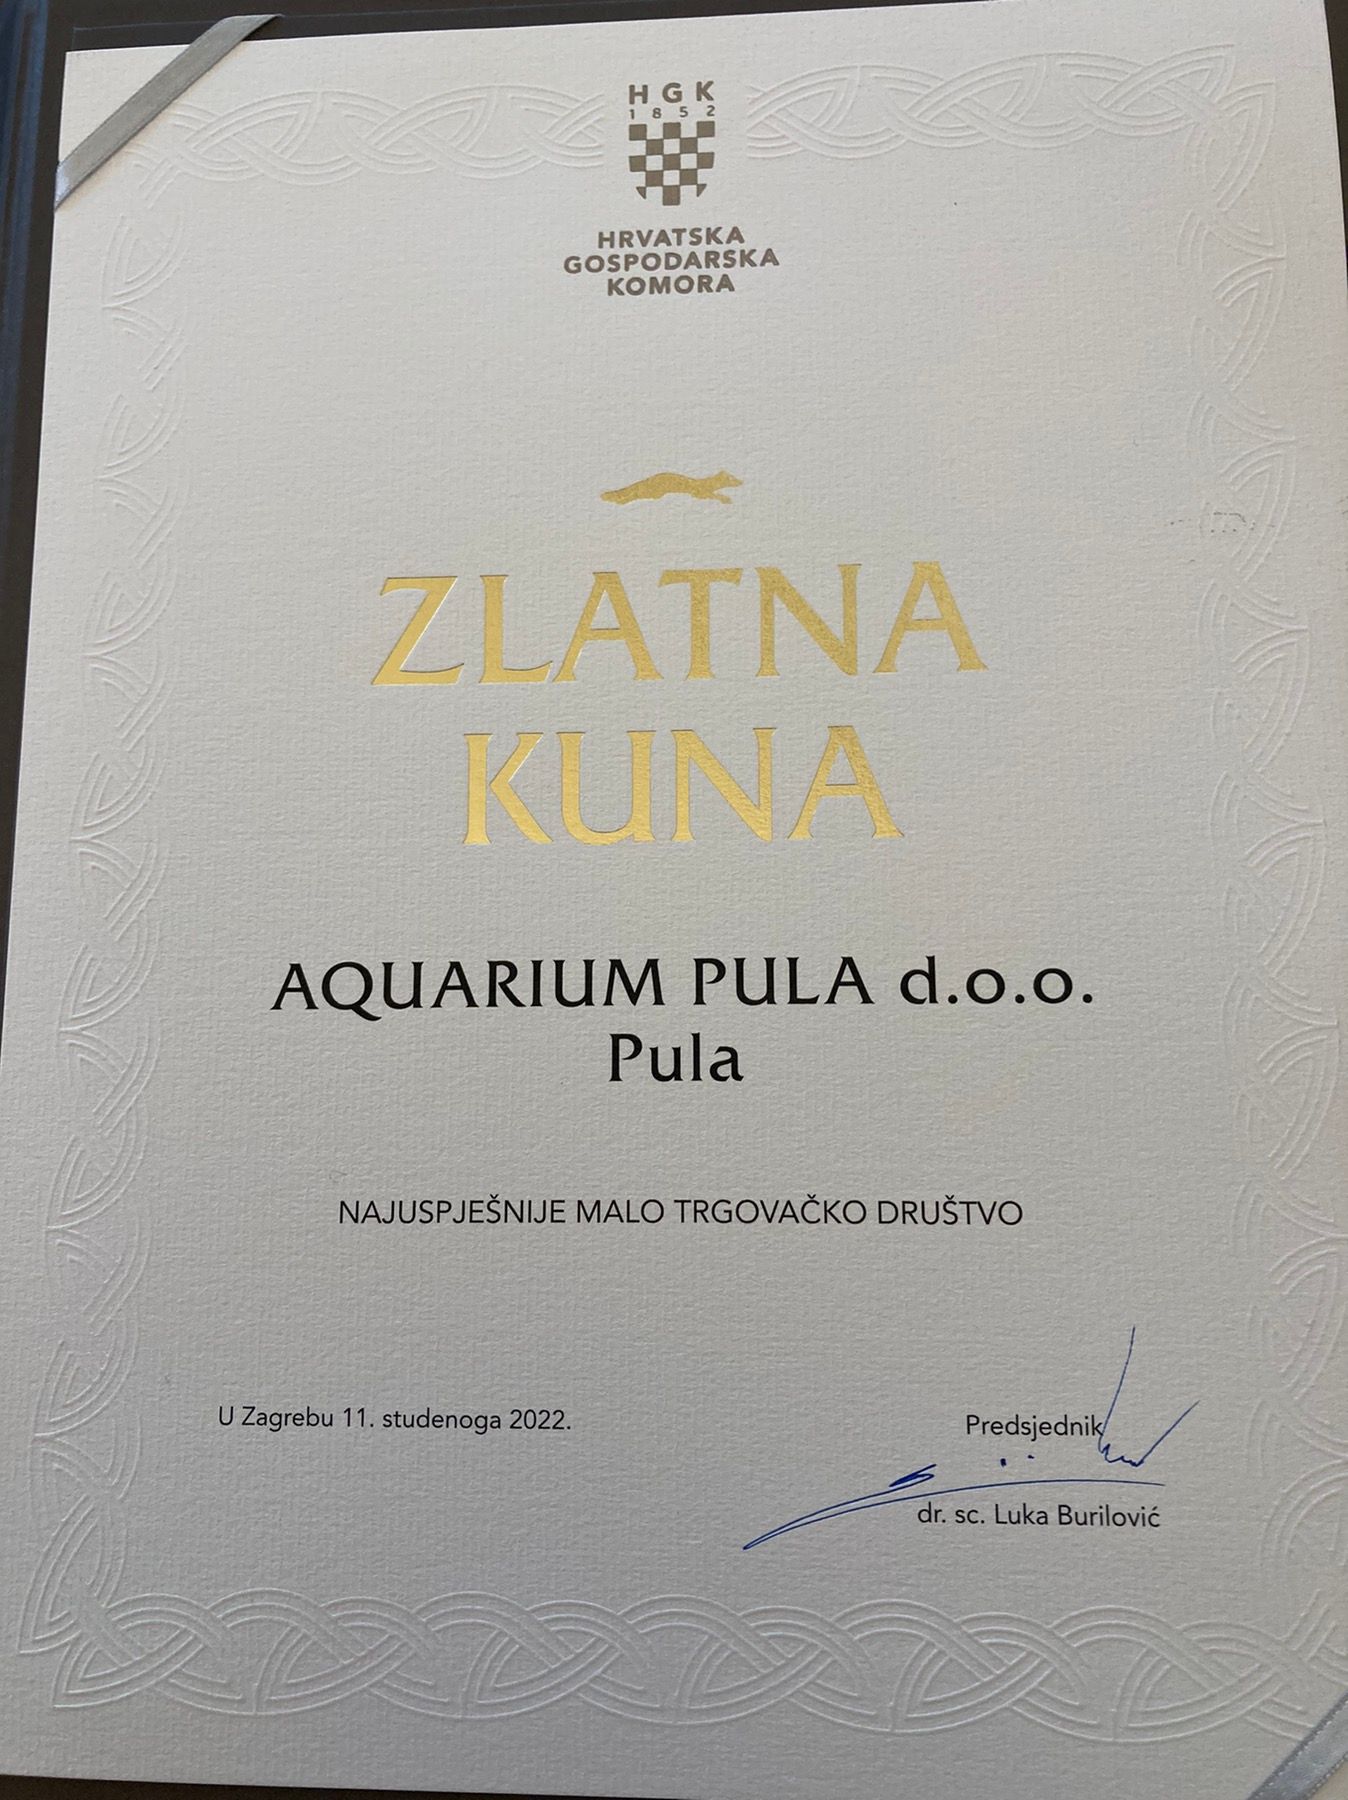 HGK
1852
HRVATSKA
GOSPODARSKA
KOMORA
ZLATNA
KUNA
AQUARIUM PULA d.o.o.
Pula
NAJUSPJEŠNIJE MALO TRGOVAČKO DRUŠTVO
U Zagrebu 11. studenoga 2022.
Predsjednik
dr. sc. Luka Burilović